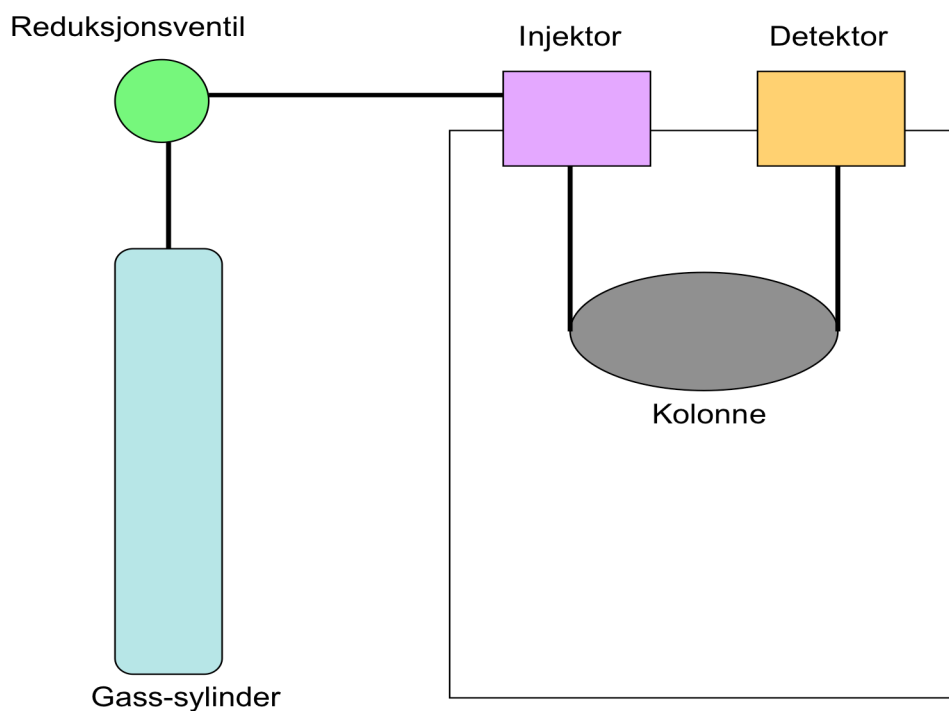 Reduksjonsventil
Injektor
Detektor
Kolonne
Gass-sylinder